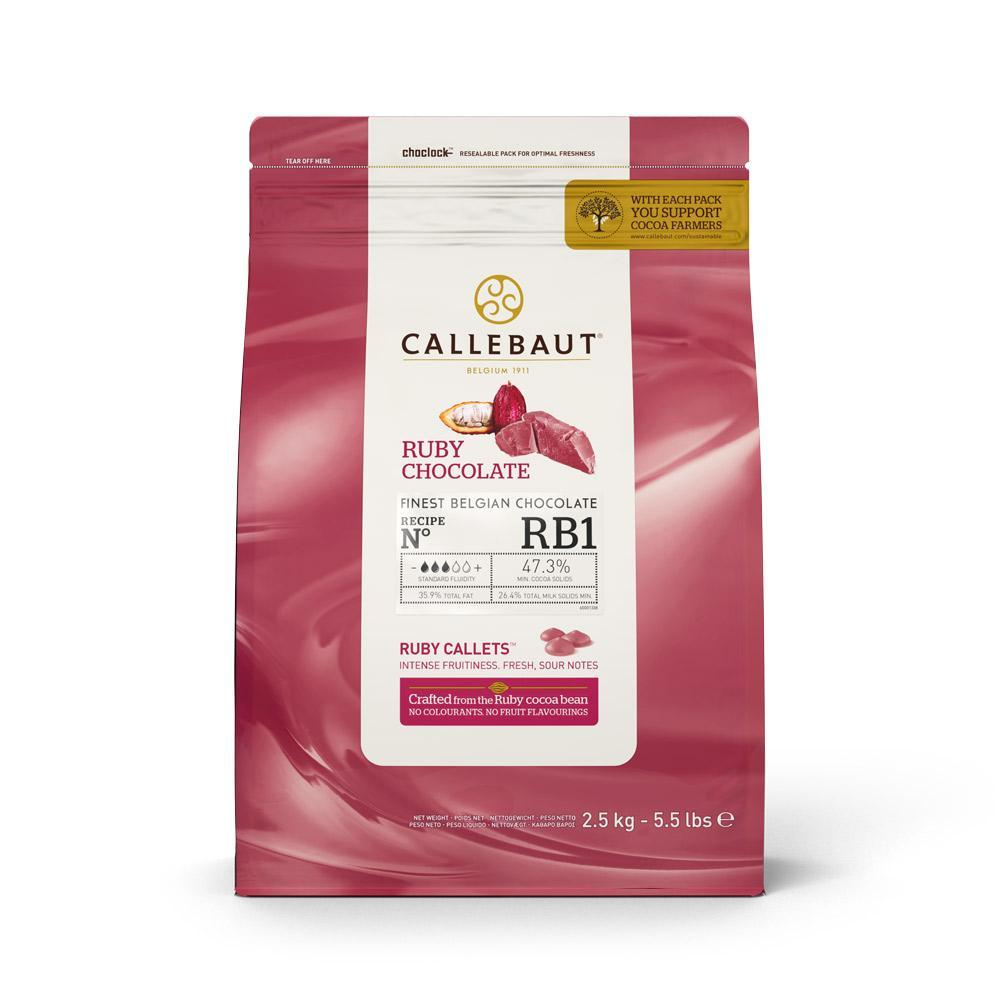 TEAR OFF HERE
choclock™ RESEALABLE PACK FOR OPTIMAL FRESHNESS
WITH EACH PACK
YOU SUPPORT
COCOA FARMERS
www.callebaut.com/sustainable
CALLEBAUT®
BELGIUM 1911
RUBY
CHOCOLATE
FINEST BELGIAN CHOCOLATE
RECIPE
N° RB1
- +
STANDARD FLUIDITY
47.3%
MIN. COCOA SOLIDS
35.9% TOTAL FAT
26.4% TOTAL MILK SOLIDS MIN.
RUBY CALLETS™
INTENSE FRUITINESS. FRESH, SOUR NOTES
Crafted from the Ruby cocoa bean
NO COLOURANTS. NO FRUIT FLAVOURINGS
NET WEIGHT - POIDS NET - NETTOGEWICHT - PESO NETTO
PESO NETO - PESO LIQUIDO - NETTOVÆGT - ΚΑΘΑΡΟ ΒΑΡΟΣ
2.5 kg - 5.5 lbs ℮